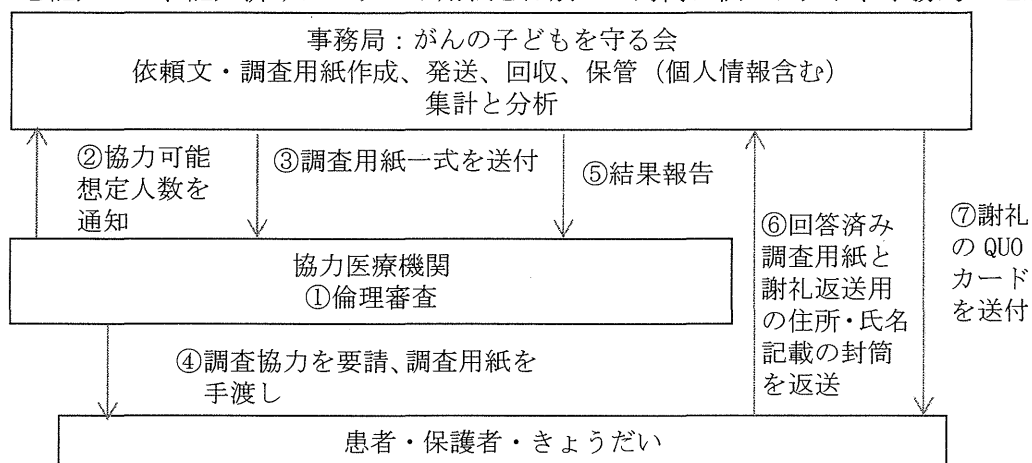 事務局：がんの子どもを守る会
依頼文・調査用紙作成、発送、回収、保管（個人情報含む）
集計と分析
②協力可能
想定人数を
通知
③調査用紙一式を送付
⑤結果報告
⑥回答済み
調査用紙と
謝礼返送用
の住所・氏名
記載の封筒
を返送
⑦謝礼
の QUO
カード
を送付
協力医療機関
①倫理審査
④調査協力を要請、調査用紙を
手渡し
患者・保護者・きょうだい